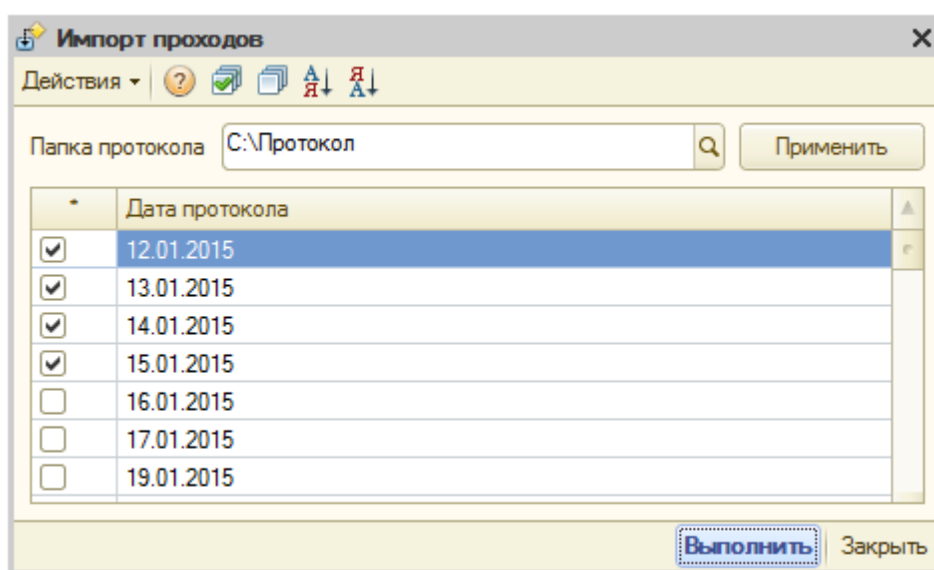 Импорт проходов
Действия
Папка протокола С:\Протокол Применить
* Дата протокола
12.01.2015
13.01.2015
14.01.2015
15.01.2015
16.01.2015
17.01.2015
19.01.2015
Выполнить Закрыть